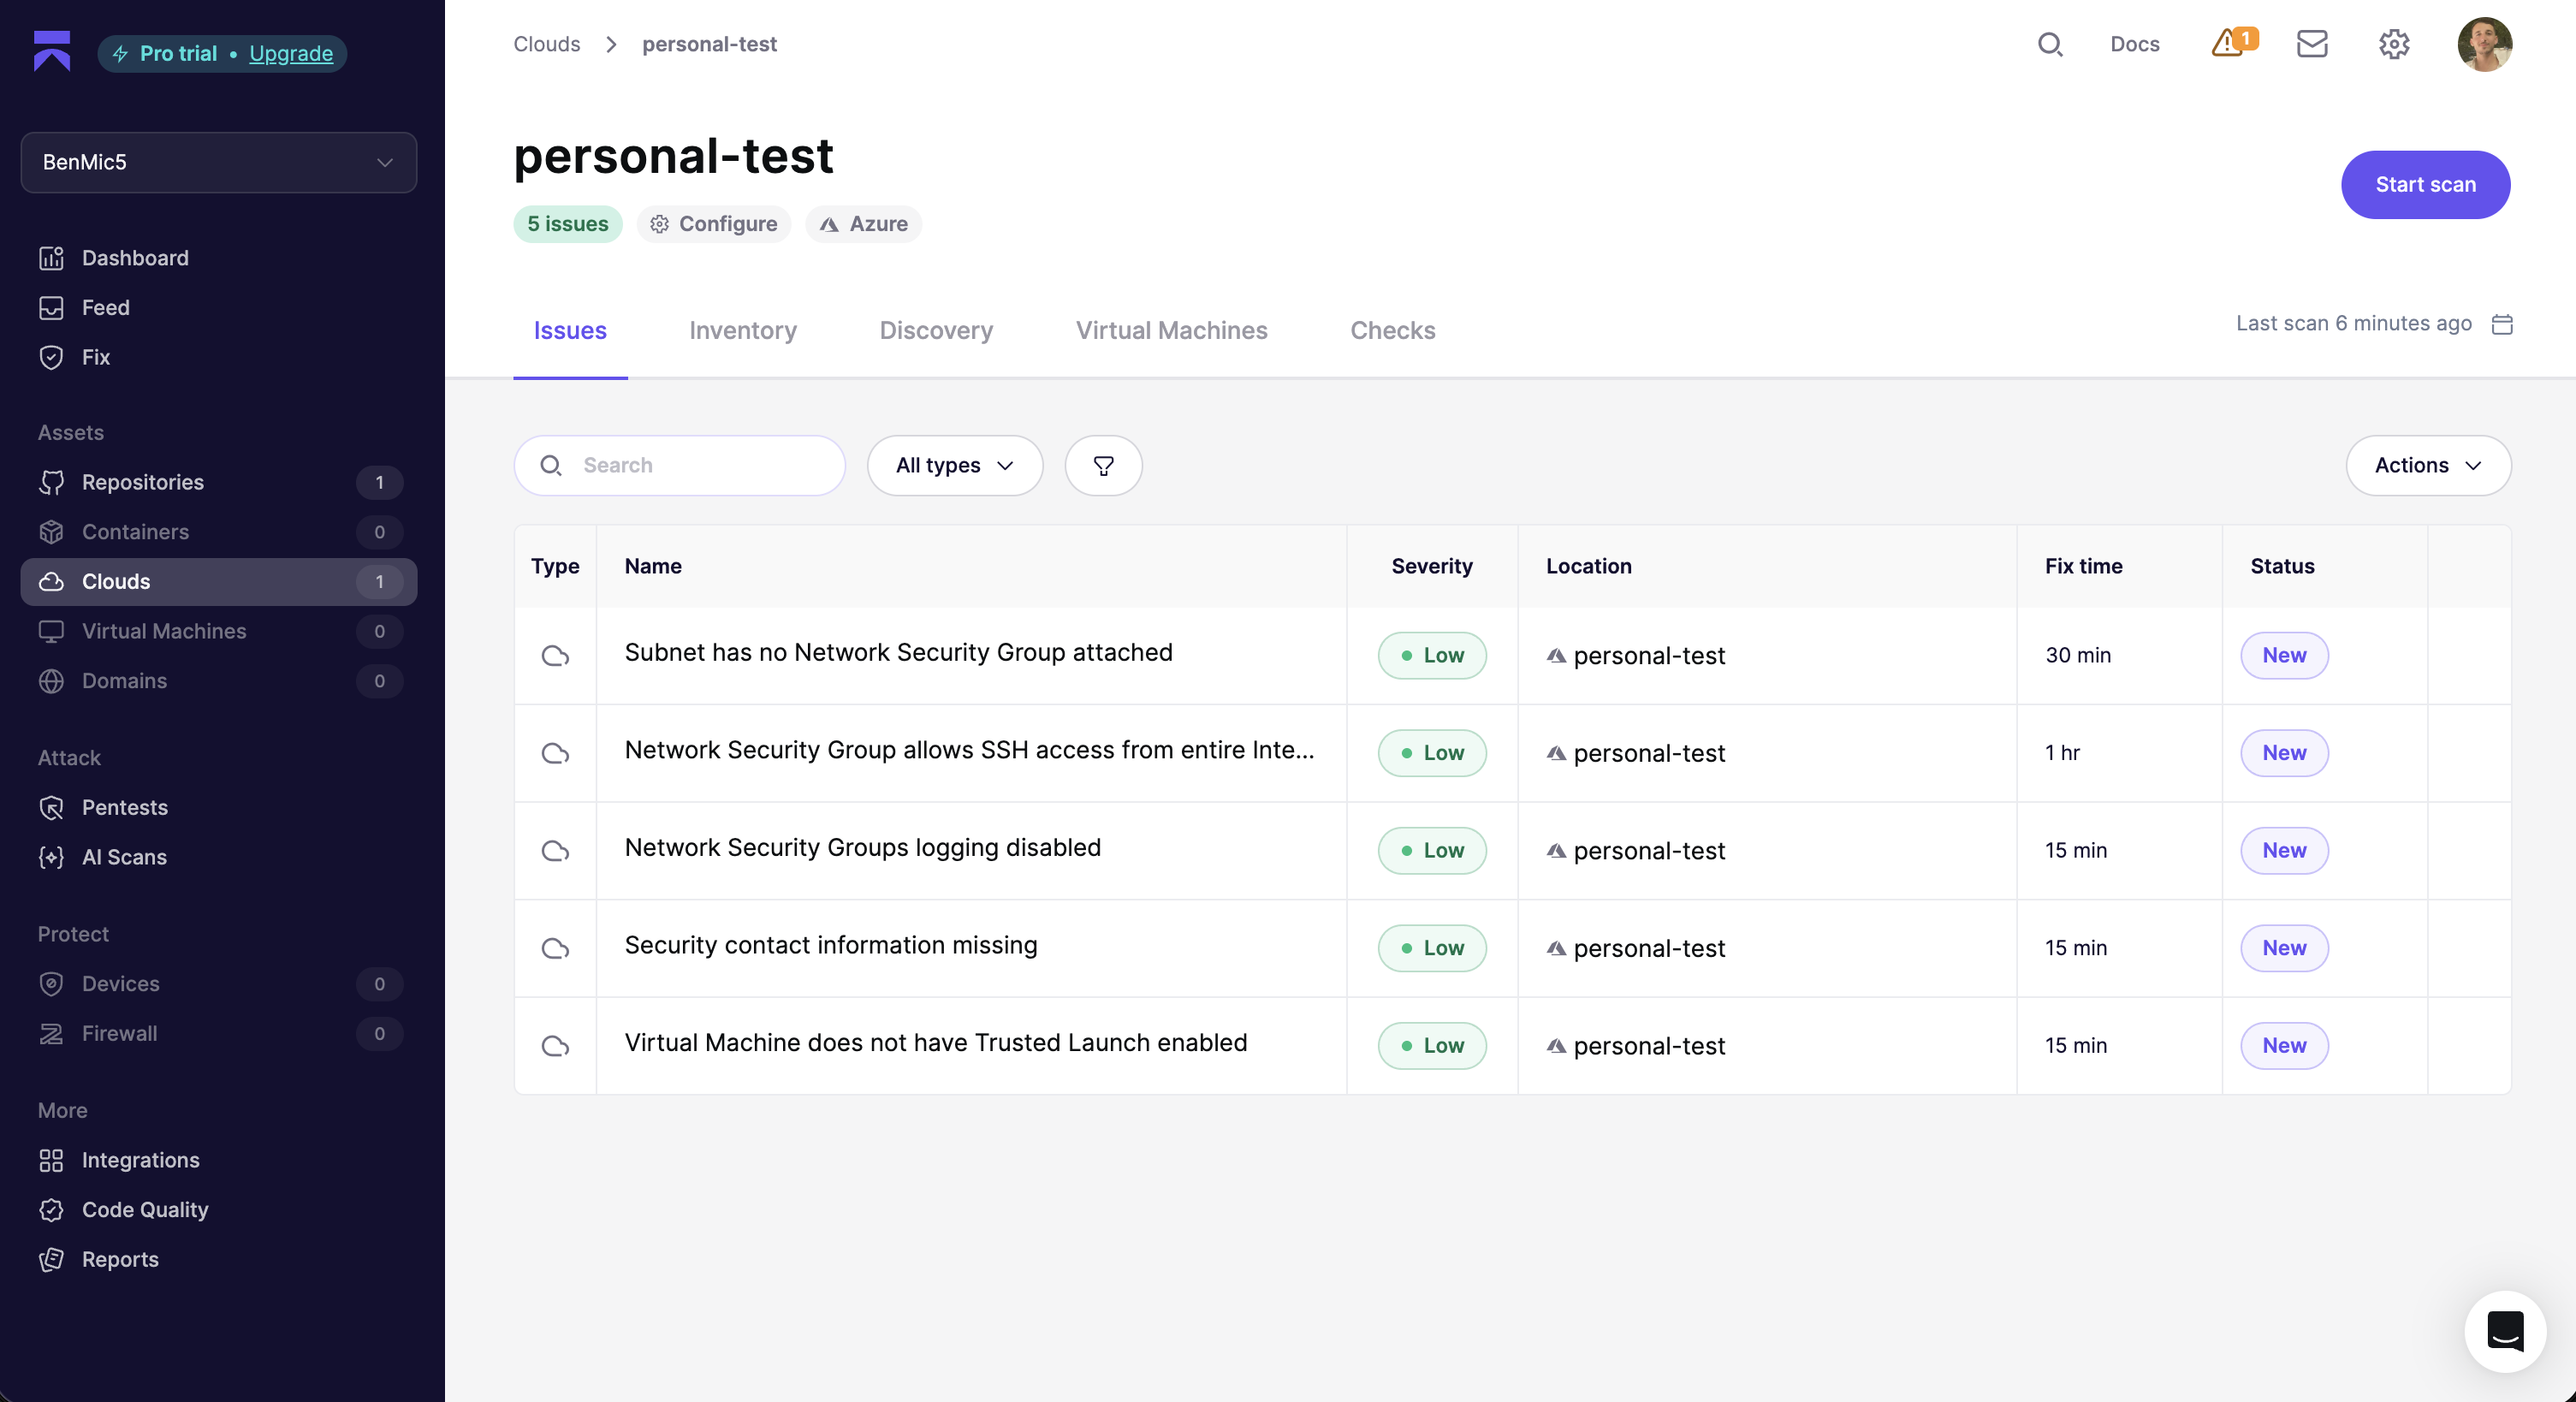 Pro trial • Upgrade
BenMic5
Dashboard
Feed
Fix
Assets
Repositories 1
Containers 0
Clouds 1
Virtual Machines 0
Domains 0
Attack
Pentests
AI Scans
Protect
Devices 0
Firewall 0
More
Integrations
Code Quality
Reports
Clouds > personal-test
Docs
1
personal-test
Start scan
5 issues
Configure
Azure
Issues
Inventory
Discovery
Virtual Machines
Checks
Last scan 6 minutes ago
Search
All types
Actions
Type Name Severity Location Fix time Status
Subnet has no Network Security Group attached Low personal-test 30 min New
Network Security Group allows SSH access from entire Inte... Low personal-test 1 hr New
Network Security Groups logging disabled Low personal-test 15 min New
Security contact information missing Low personal-test 15 min New
Virtual Machine does not have Trusted Launch enabled Low personal-test 15 min New